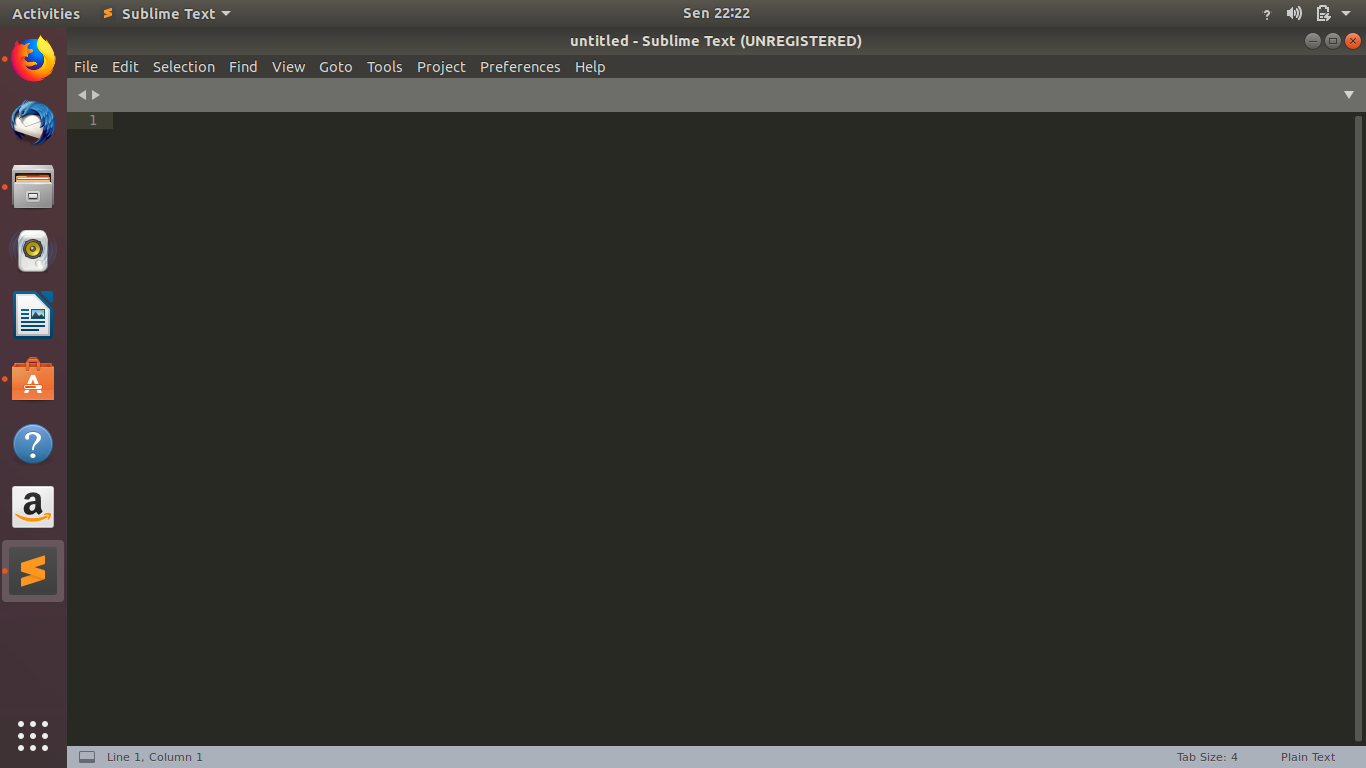 Activities Sublime Text Sen 22:22 ?
untitled - Sublime Text (UNREGISTERED)
File Edit Selection Find View Goto Tools Project Preferences Help
1
A
?
a
Line 1, Column 1 Tab Size: 4 Plain Text